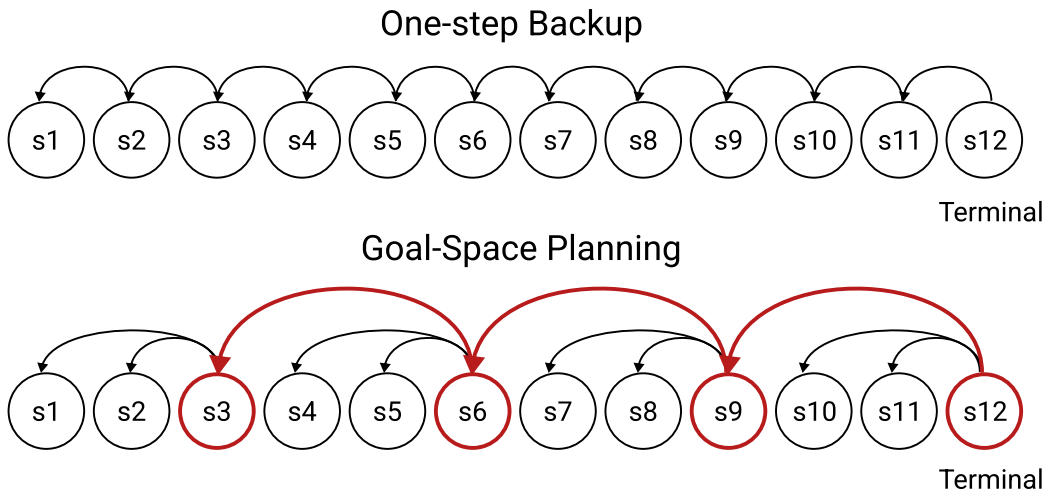 One-step Backup
s1 s2 s3 s4 s5 s6 s7 s8 s9 s10 s11 s12
Terminal
Goal-Space Planning
s1 s2 s3 s4 s5 s6 s7 s8 s9 s10 s11 s12
Terminal